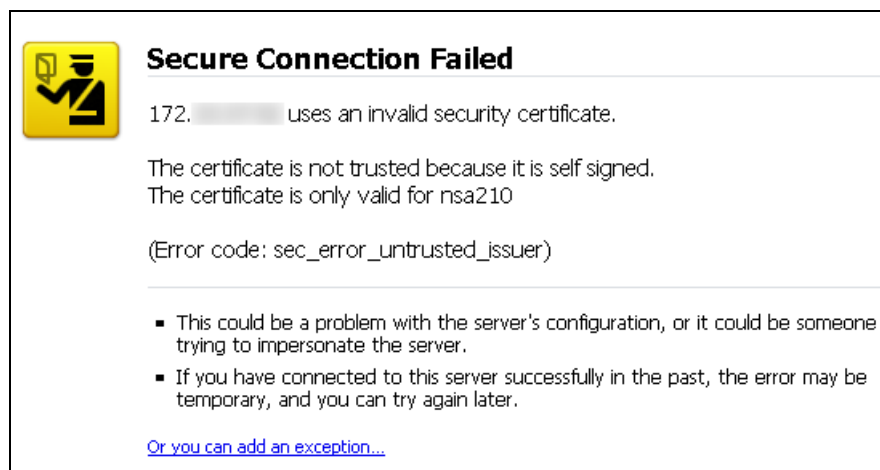 Secure Connection Failed
172. uses an invalid security certificate.
The certificate is not trusted because it is self signed.
The certificate is only valid for nsa210
(Error code: sec_error_untrusted_issuer)
This could be a problem with the server's configuration, or it could be someone
trying to impersonate the server.
If you have connected to this server successfully in the past, the error may be
temporary, and you can try again later.
Or you can add an exception...